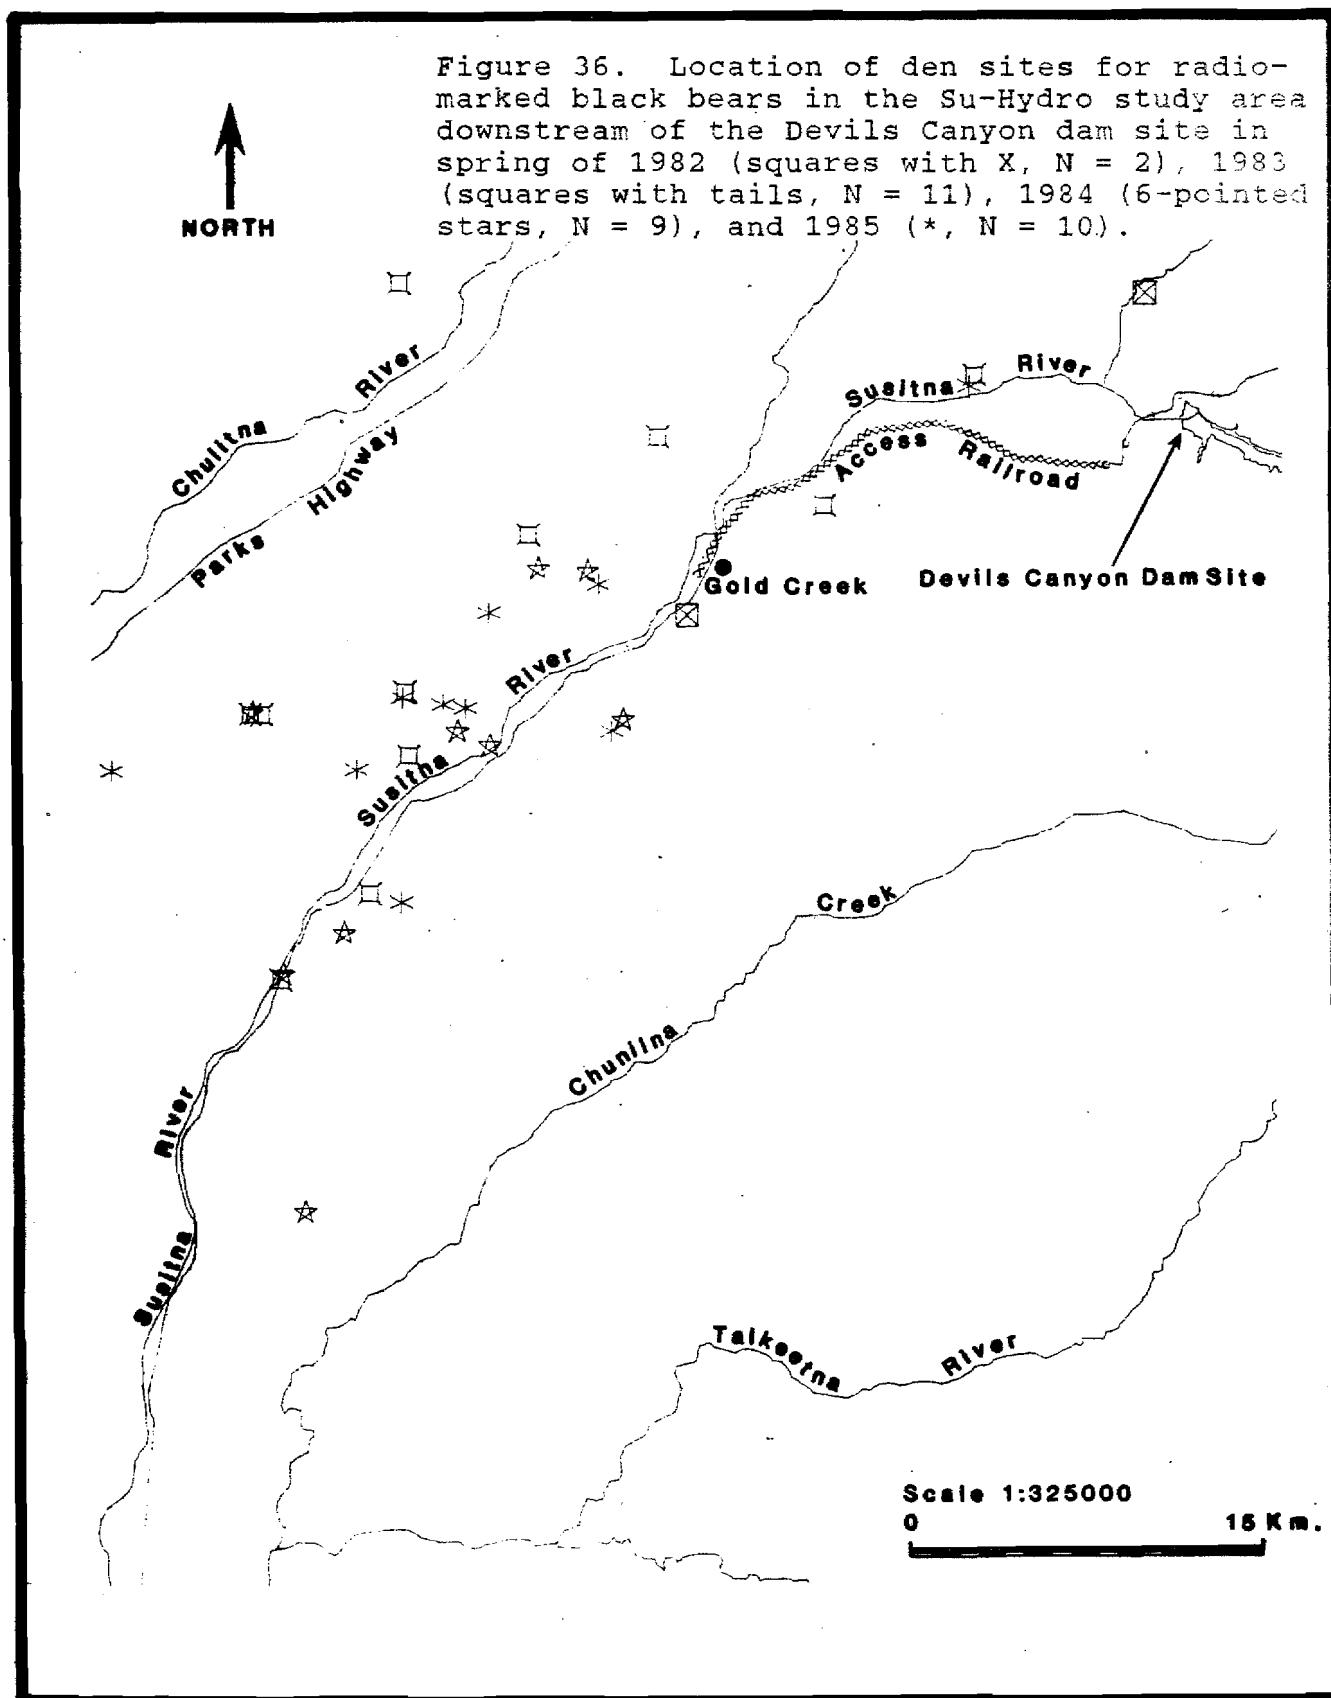 Figure 36. Location of den sites for radio-
marked black bears in the Su-Hydro study area
downstream of the Devils Canyon dam site in
spring of 1982 (squares with X, N = 2), 1983
(squares with tails, N = 11), 1984 (6-pointed
stars, N = 9), and 1985 (*, N = 10).
NORTH
Chulitna River
Parks Highway
Susitna River
Access Railroad
Gold Creek
Devils Canyon Dam Site
Susitna River
Chunilna Creek
Susitna River
Talkeetna River
Scale 1:325000
0 15 Km.